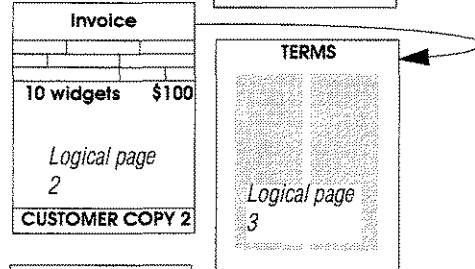 Invoice
10 widgets $100
Logical page
2
CUSTOMER COPY 2
TERMS
Logical page
3